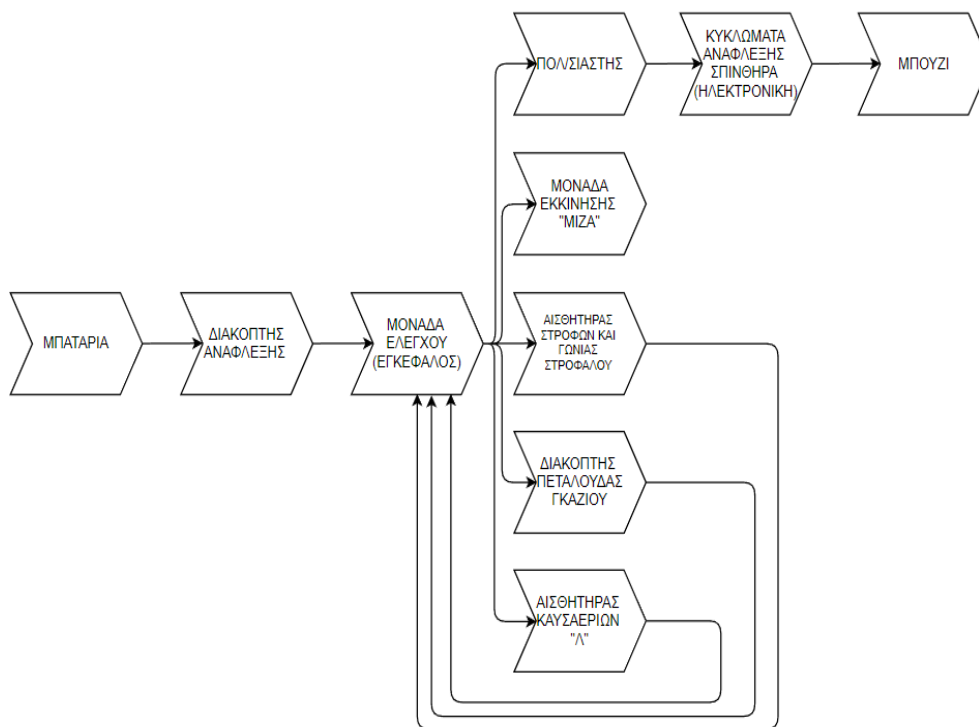 ΠΟΛ/ΣΙΑΣΤΗΣ
ΚΥΚΛΩΜΑΤΑ
ΑΝΑΦΛΕΞΗΣ
ΣΠΙΝΘΗΡΑ
(ΗΛΕΚΤΡΟΝΙΚΗ)
ΜΠΟΥΖΙ
ΜΟΝΑΔΑ
ΕΚΚΙΝΗΣΗΣ
"ΜΙΖΑ"
ΜΠΑΤΑΡΙΑ
ΔΙΑΚΟΠΤΗΣ
ΑΝΑΦΛΕΞΗΣ
ΜΟΝΑΔΑ
ΕΛΕΓΧΟΥ
(ΕΓΚΕΦΑΛΟΣ)
ΑΙΣΘΗΤΗΡΑΣ
ΣΤΡΟΦΩΝ ΚΑΙ
ΓΩΝΙΑΣ
ΣΤΡΟΦΑΛΟΥ
ΔΙΑΚΟΠΤΗΣ
ΠΕΤΑΛΟΥΔΑΣ
ΓΚΑΖΙΟΥ
ΑΙΣΘΗΤΗΡΑΣ
ΚΑΥΣΑΕΡΙΩΝ
"Λ"